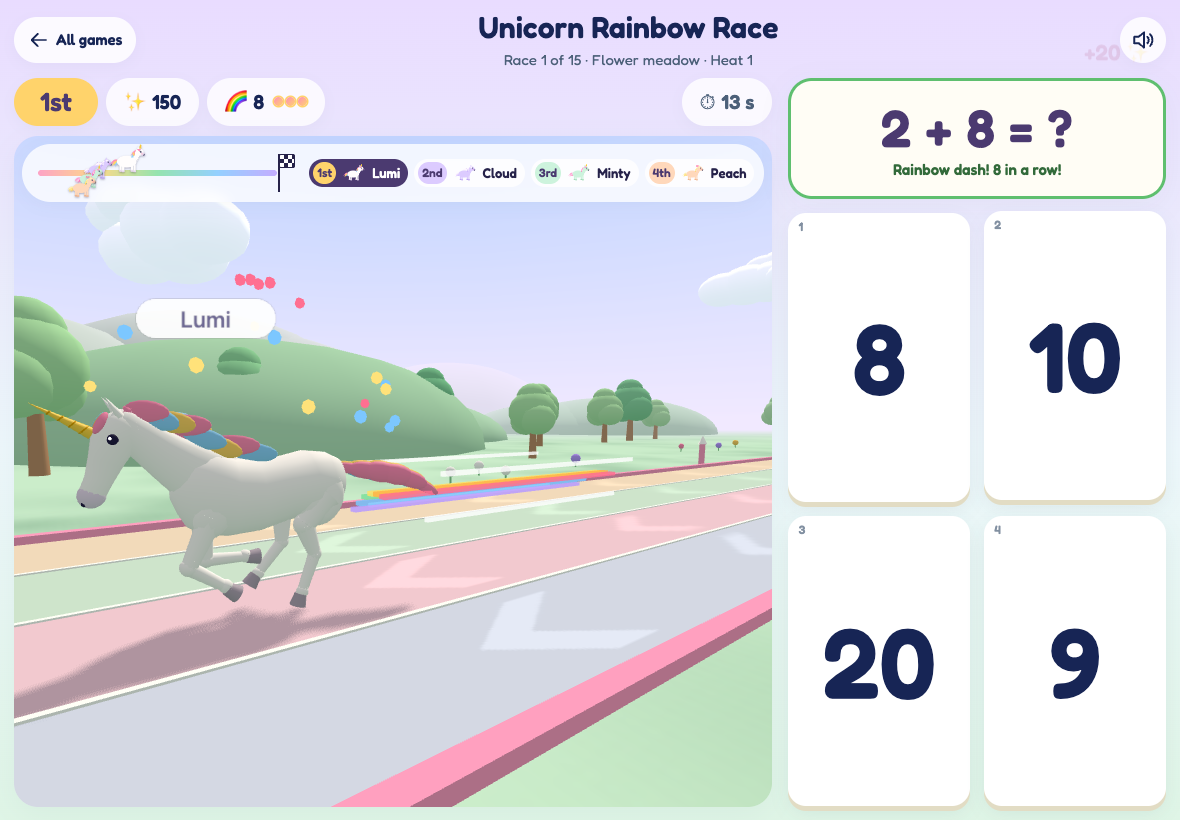 All games
Unicorn Rainbow Race
Race 1 of 15 · Flower meadow · Heat 1
+20
1st
150
8
13 s
1st Lumi
2nd Cloud
3rd Minty
4th Peach
Lumi
2 + 8 = ?
Rainbow dash! 8 in a row!
1
8
2
10
3
20
4
9